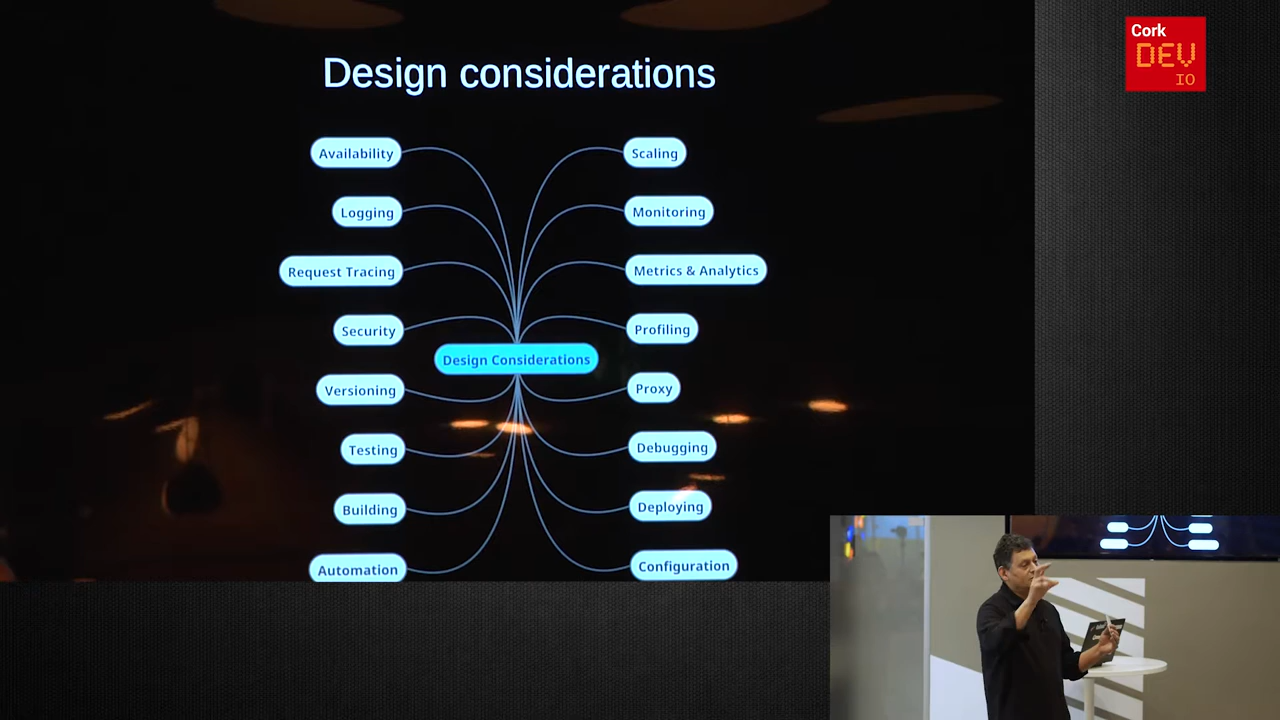 Cork
DEV
IO
Design considerations
Availability
Logging
Request Tracing
Security
Versioning
Testing
Building
Automation
Design Considerations
Scaling
Monitoring
Metrics & Analytics
Profiling
Proxy
Debugging
Deploying
Configuration